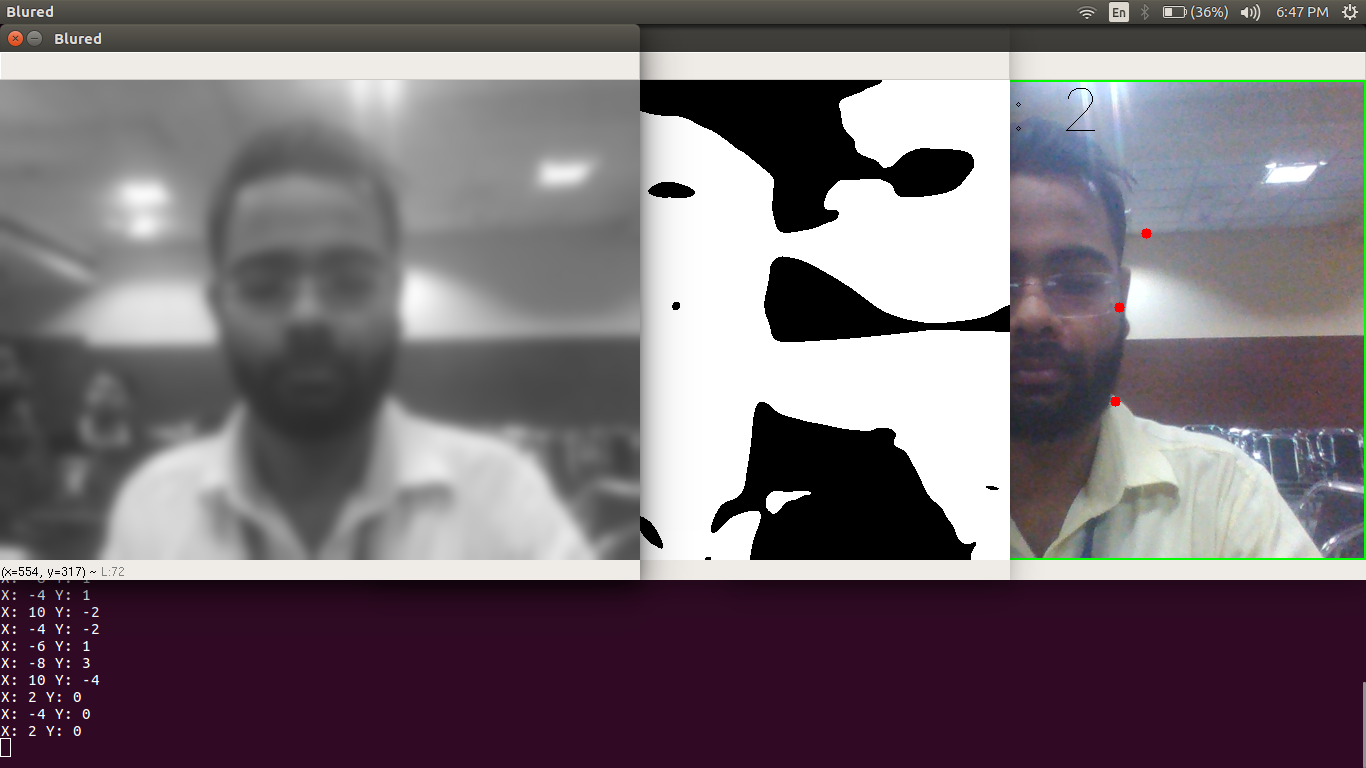 Blured
En
(36%)
6:47 PM
Blured
: 2
(x=554, y=317) ~ L:72
X: -4 Y: 1
X: 10 Y: -2
X: -4 Y: -2
X: -6 Y: 1
X: -8 Y: 3
X: 10 Y: -4
X: 2 Y: 0
X: -4 Y: 0
X: 2 Y: 0